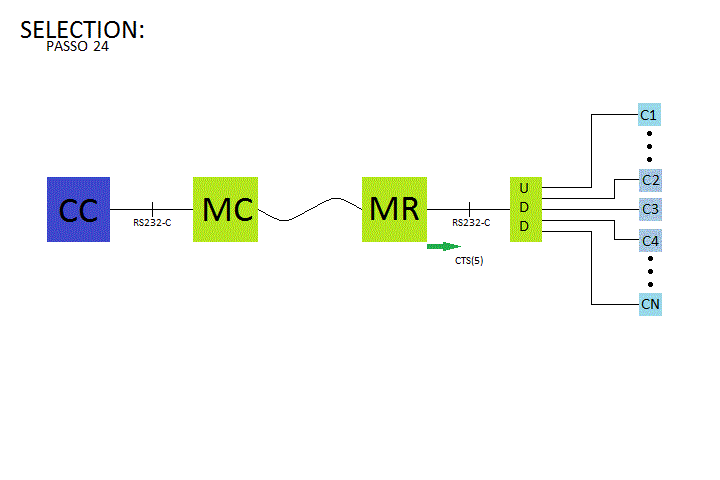 SELECTION:
PASSO 24
CC
RS232-C
MC
MR
RS232-C
CTS(5)
U
D
D
C1
C2
C3
C4
CN